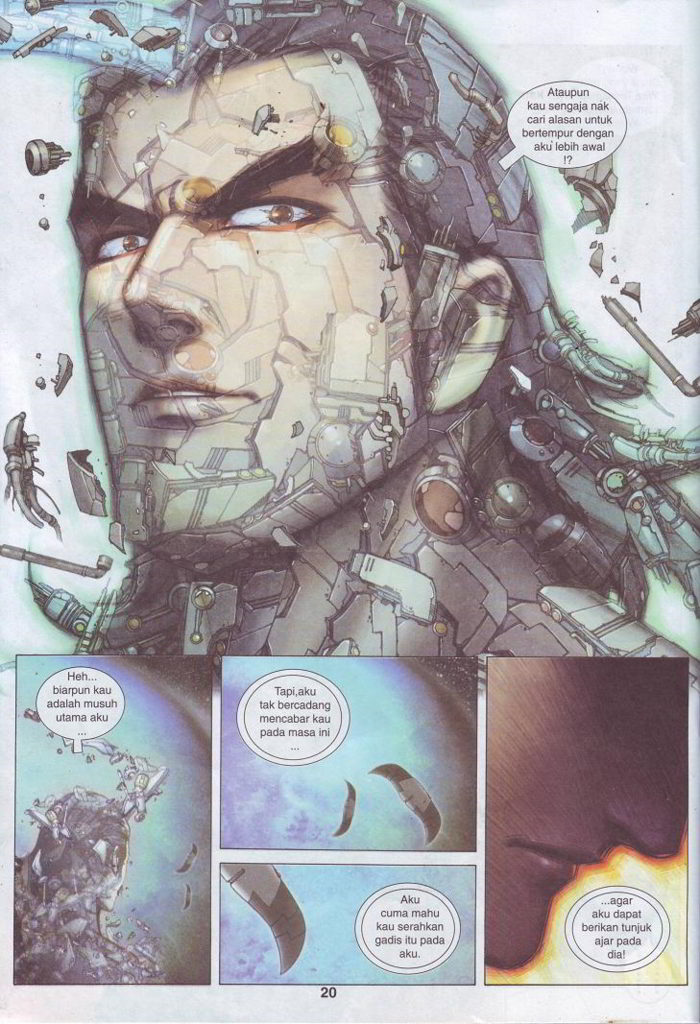 Ataupun
kau sengaja nak
cari alasan untuk
bertempur dengan
aku lebih awal
!?
Heh...
biarpun kau
adalah musuh
utama aku
...
Tapi,aku
tak bercadang
mencabar kau
pada masa ini
...
Aku
cuma mahu
kau serahkan
gadis itu pada
aku.
...agar
aku dapat
berikan tunjuk
ajar pada
dia!
20